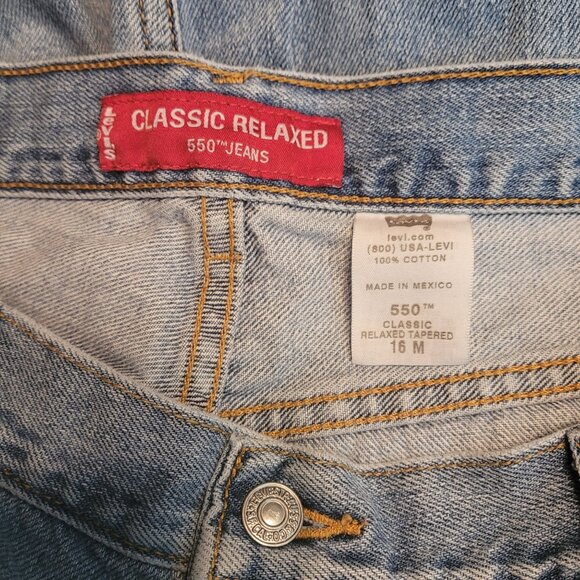 LEVI'S
CLASSIC RELAXED
550™ JEANS
levi.com
(800) USA-LEVI
100% COTTON
MADE IN MEXICO
550™
CLASSIC
RELAXED TAPERED
16 M